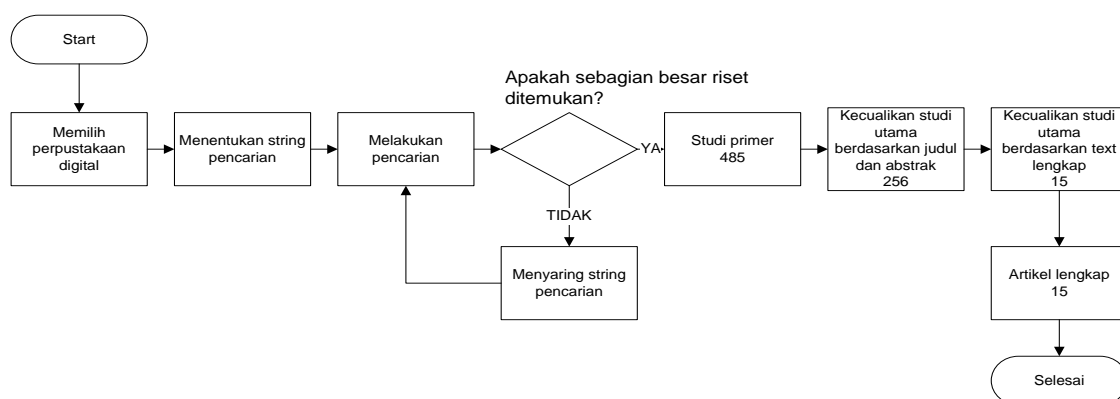 Start
Memilih
perpustakaan
digital
Menentukan string
pencarian
Melakukan
pencarian
Apakah sebagian besar riset
ditemukan?
YA
TIDAK
Menyaring string
pencarian
Studi primer
485
Kecualikan studi
utama
berdasarkan judul
dan abstrak
256
Kecualikan studi
utama
berdasarkan text
lengkap
15
Artikel lengkap
15
Selesai